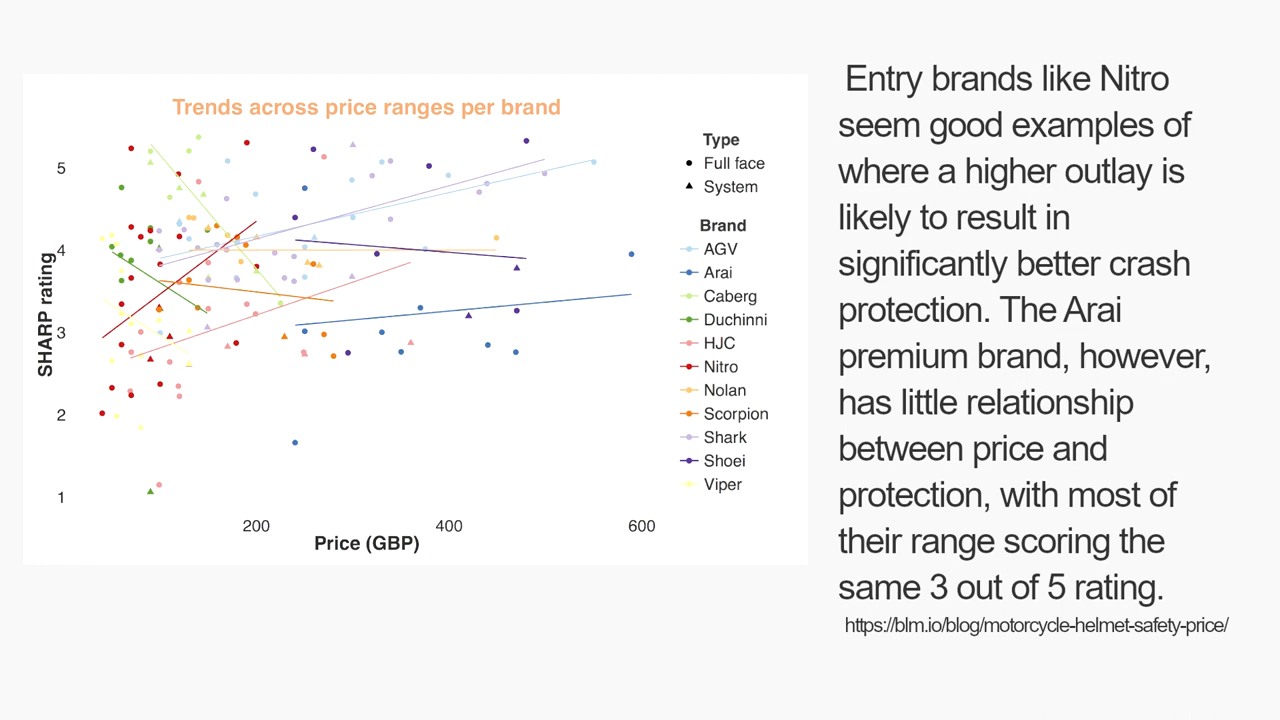 Trends across price ranges per brand
SHARP rating
5
4
3
2
1
200 400 600
Price (GBP)
Type
Full face
System
Brand
AGV
Arai
Caberg
Duchinni
HJC
Nitro
Nolan
Scorpion
Shark
Shoei
Viper
Entry brands like Nitro
seem good examples of
where a higher outlay is
likely to result in
significantly better crash
protection. The Arai
premium brand, however,
has little relationship
between price and
protection, with most of
their range scoring the
same 3 out of 5 rating.
https://blm.io/blog/motorcycle-helmet-safety-price/